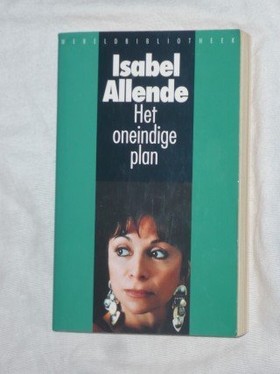 WERELDBIBLIOTHEEK
Isabel
Allende
Het
oneindige
plan